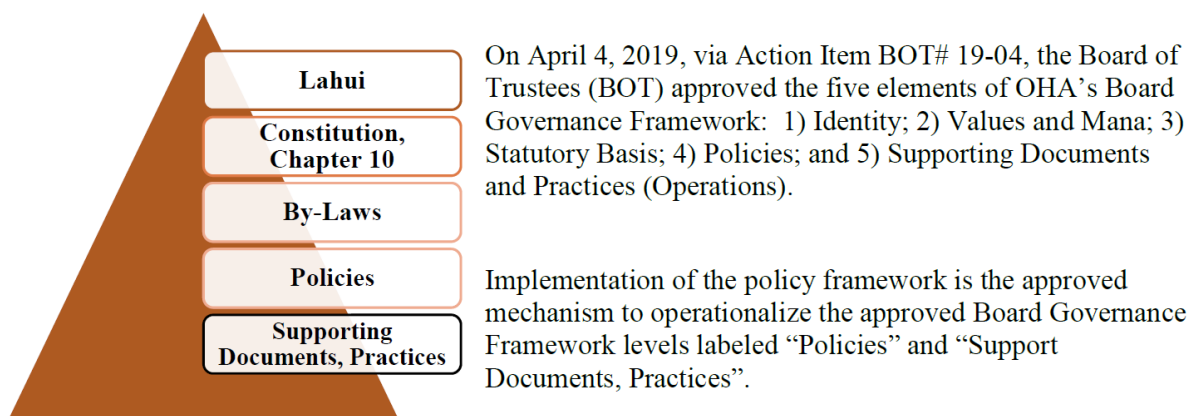 Lahui
Constitution,
Chapter 10
By-Laws
Policies
Supporting
Documents, Practices
On April 4, 2019, via Action Item BOT# 19-04, the Board of
Trustees (BOT) approved the five elements of OHA’s Board
Governance Framework:  1) Identity; 2) Values and Mana; 3)
Statutory Basis; 4) Policies; and 5) Supporting Documents
and Practices (Operations).
Implementation of the policy framework is the approved
mechanism to operationalize the approved Board Governance
Framework levels labeled “Policies” and “Support
Documents, Practices”.